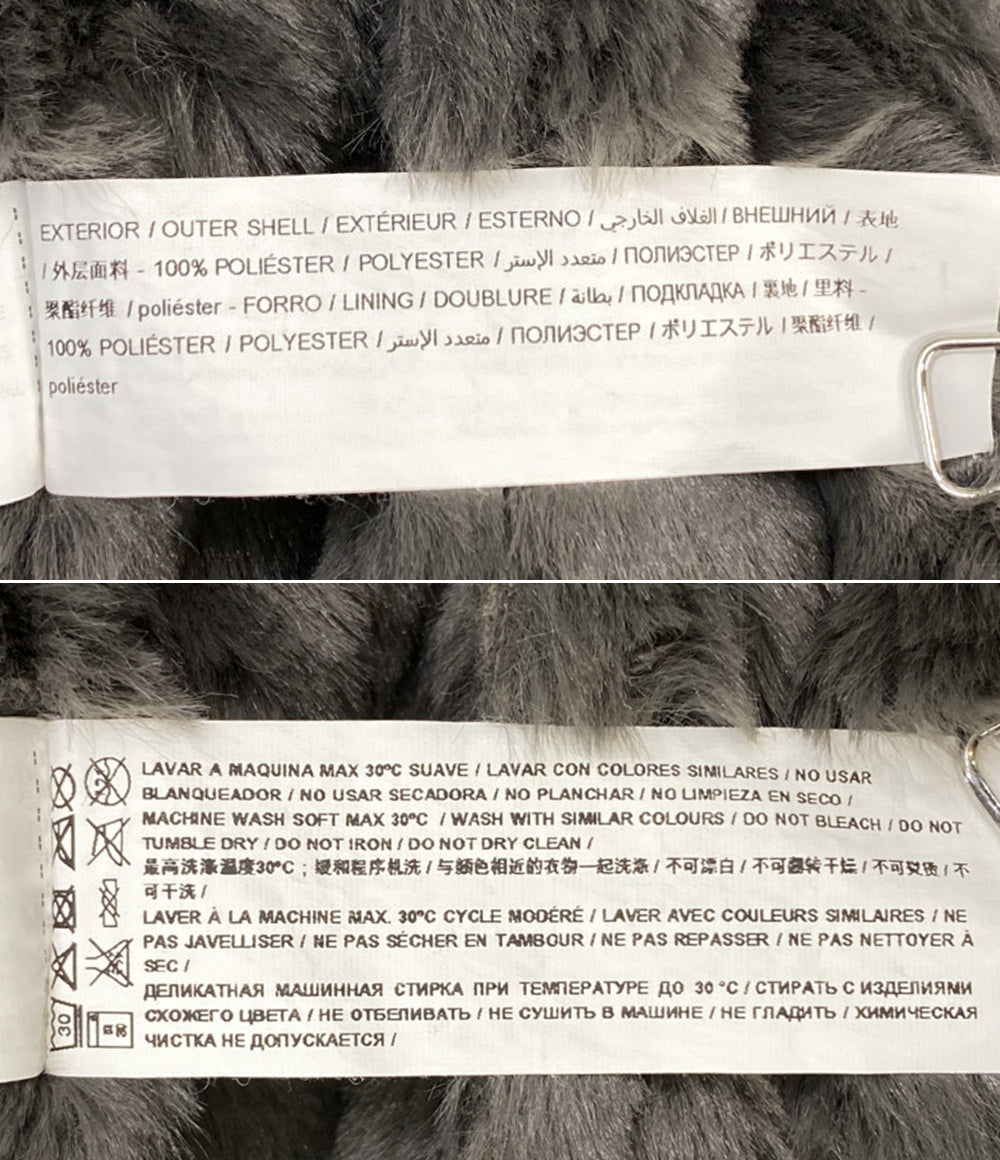 EXTERIOR / OUTER SHELL / EXTÉRIEUR / ESTERNO / الغلاف الخارجي / ВНЕШНИЙ / 表地
/ 外层面料 - 100% POLIÉSTER / POLYESTER / متعدد الإستر / ПОЛИЭСТЕР / ポリエステル /
聚酯纤维 / poliéster - FORRO / LINING / DOUBLURE / بطانة / ПОДКЛАДКА / 裏地 / 里料 -
100% POLIÉSTER / POLYESTER / متعدد الإستر / ПОЛИЭСТЕР / ポリエステル / 聚酯纤维 /
poliéster
LAVAR A MAQUINA MAX 30ºC SUAVE / LAVAR CON COLORES SIMILARES / NO USAR
BLANQUEADOR / NO USAR SECADORA / NO PLANCHAR / NO LIMPIEZA EN SECO /
MACHINE WASH SOFT MAX 30ºC / WASH WITH SIMILAR COLOURS / DO NOT BLEACH / DO NOT
TUMBLE DRY / DO NOT IRON / DO NOT DRY CLEAN /
最高洗涤温度30ºC ; 缓和程序机洗 / 与颜色相近的衣物一起洗涤 / 不可漂白 / 不可翻转干燥 / 不可熨烫 / 不
可干洗 /
LAVER À LA MACHINE MAX. 30ºC CYCLE MODÉRÉ / LAVER AVEC COULEURS SIMILAIRES / NE
PAS JAVELLISER / NE PAS SÉCHER EN TAMBOUR / NE PAS REPASSER / NE PAS NETTOYER À
SEC /
ДЕЛИКАТНАЯ МАШИННАЯ СТИРКА ПРИ ТЕМПЕРАТУРЕ ДО 30 °C / СТИРАТЬ С ИЗДЕЛИЯМИ
СХОЖЕГО ЦВЕТА / НЕ ОТБЕЛИВАТЬ / НЕ СУШИТЬ В МАШИНЕ / НЕ ГЛАДИТЬ / ХИМИЧЕСКАЯ
ЧИСТКА НЕ ДОПУСКАЕТСЯ /
30